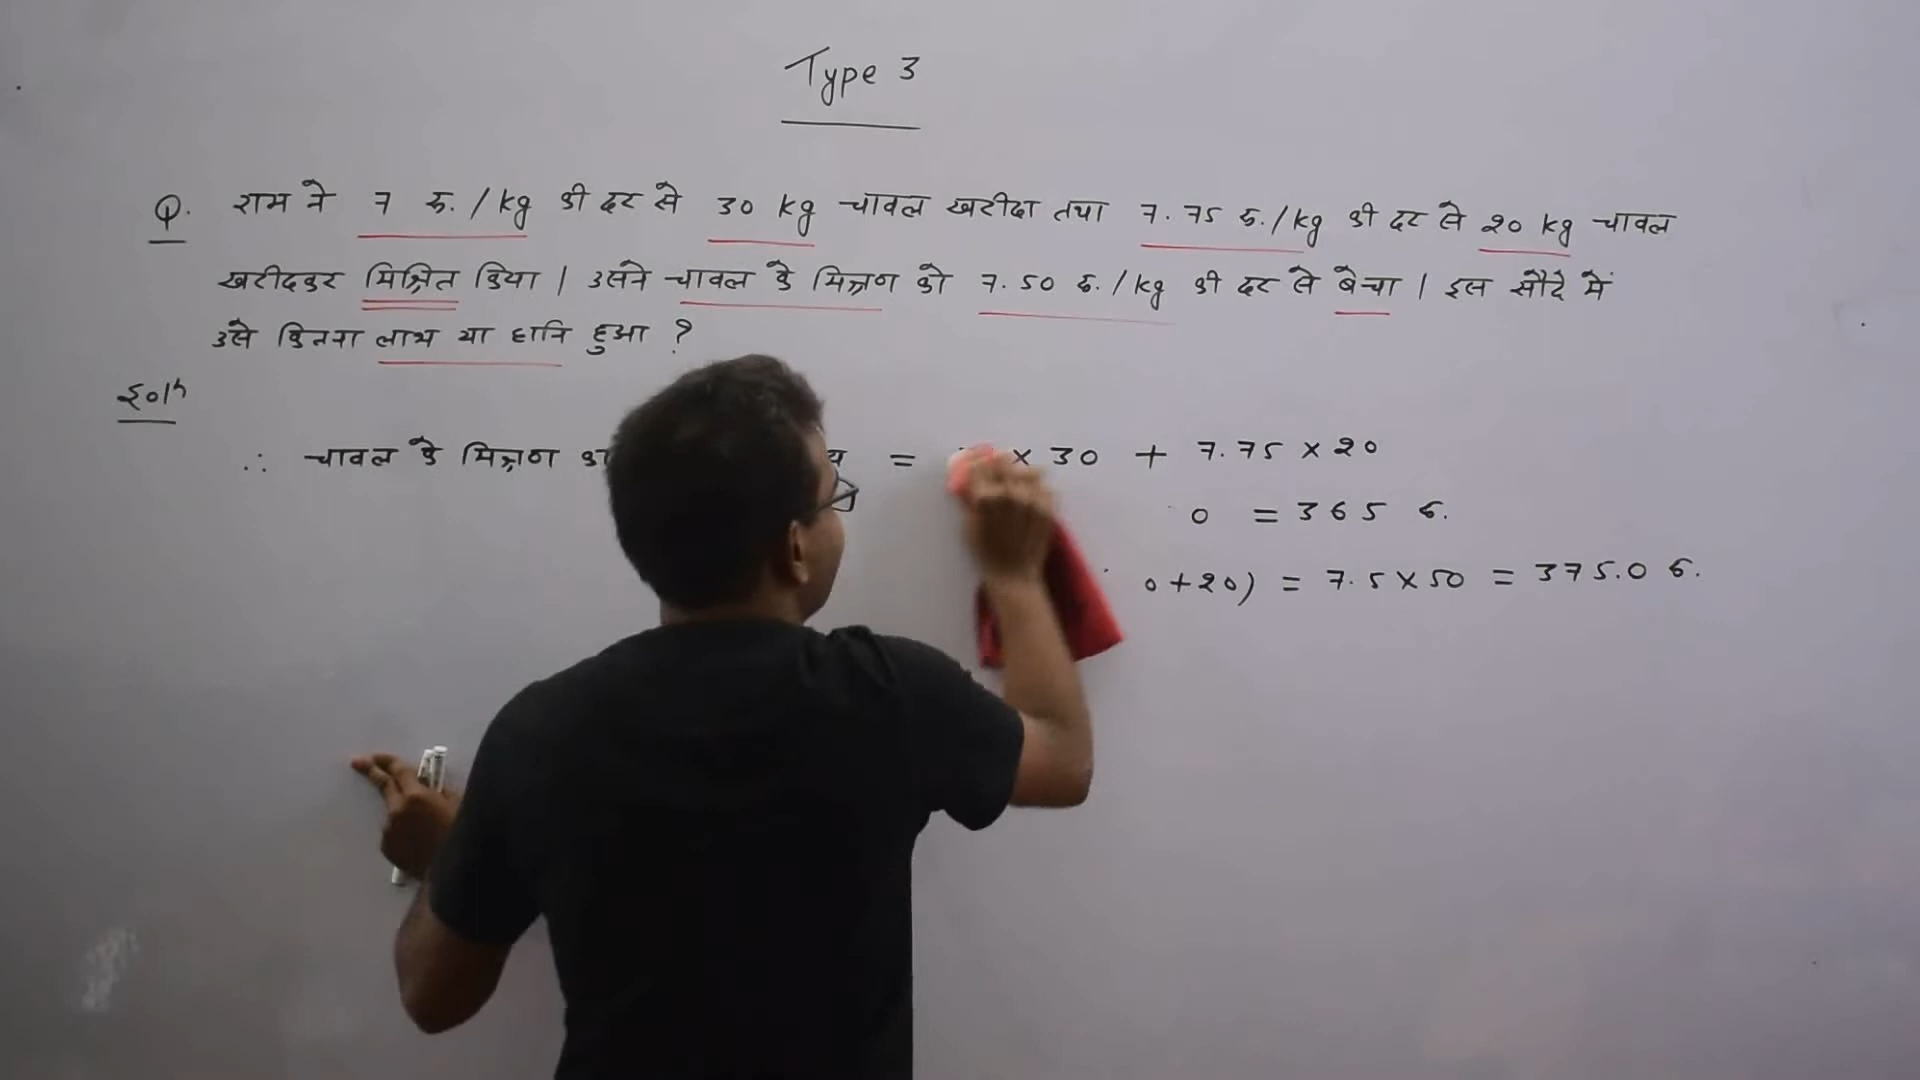 Type 3
Q. राम ने 7 रु./kg की दर से 30 kg चावल खरीदा तथा 7.75 रु./kg की दर से 20 kg चावल
खरीदकर मिश्रित किया । उसने चावल के मिश्रण को 7.50 रु./kg की दर से बेचा । इस सौदे में
उसे कितना लाभ या हानि हुआ ?
Solⁿ
∴ चावल के मिश्रण का = × 30 + 7.75 × 20
0 = 365 रु.
0+20) = 7.5 × 50 = 375.0 रु.